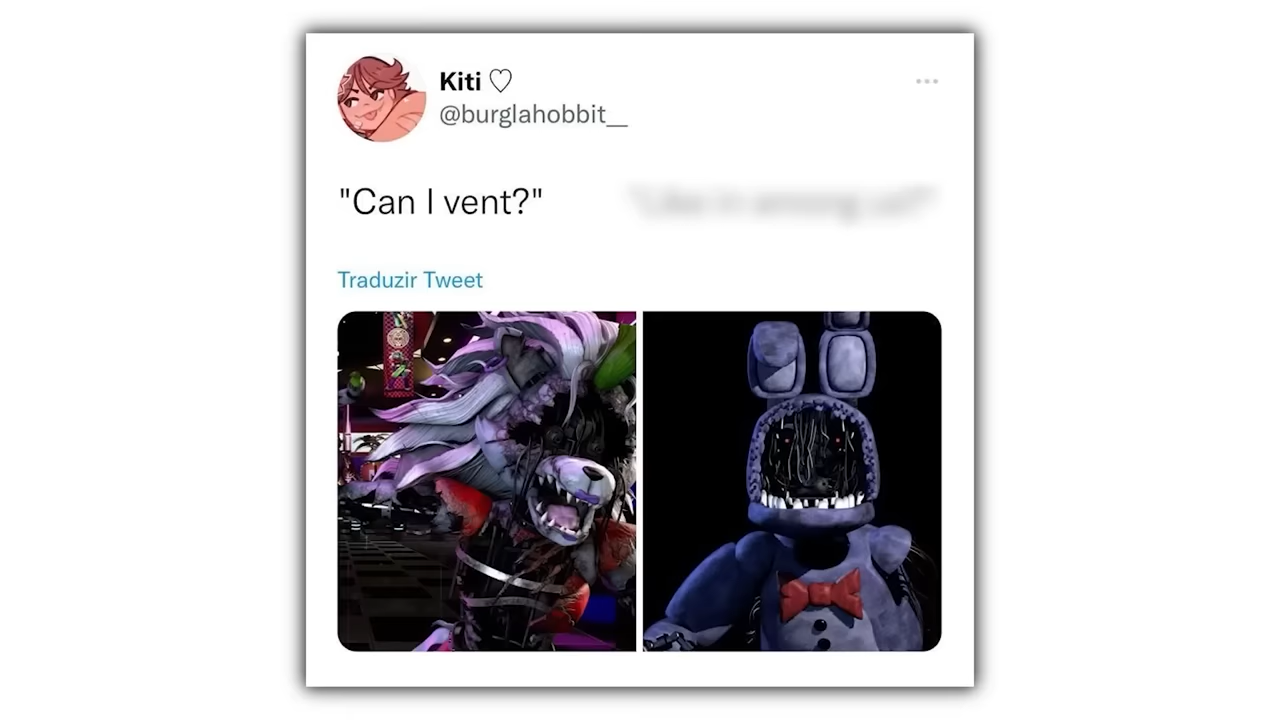 Kiti ♡
@burglahobbit__
"Can I vent?"
Traduzir Tweet